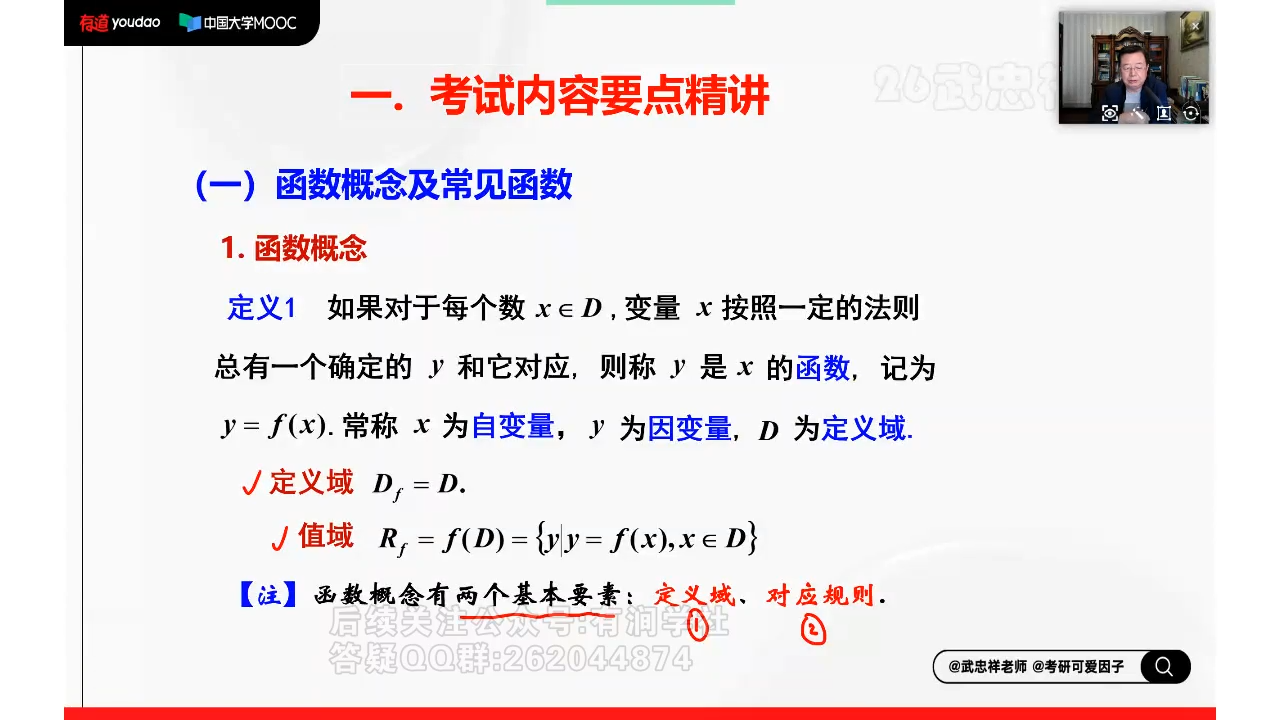 有道youdao 中国大学MOOC
26武忠祥
一. 考试内容要点精讲
(一) 函数概念及常见函数
1. 函数概念
定义1 如果对于每个数 x ∈ D , 变量 x 按照一定的法则
总有一个确定的 y 和它对应, 则称 y 是 x 的函数, 记为
y = f(x). 常称 x 为自变量, y 为因变量, D 为定义域.
✓定义域 D_f = D.
✓值域 R_f = f(D) = {y|y = f(x), x ∈ D}
【注】函数概念有两个基本要素: 定义域、对应规则.
① ②
后续关注公众号:有润学社
答疑QQ群:262044874
@武忠祥老师 @考研可爱因子